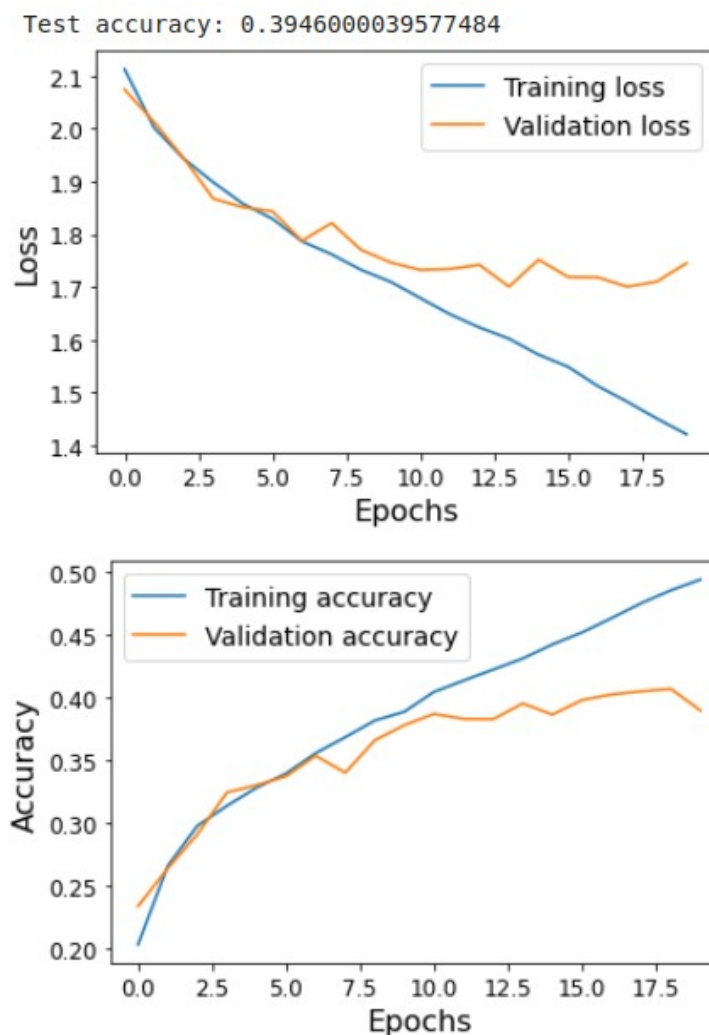 Test accuracy: 0.3946000039577484
2.1
2.0
1.9
1.8
1.7
1.6
1.5
1.4
Loss
Training loss
Validation loss
0.0 2.5 5.0 7.5 10.0 12.5 15.0 17.5
Epochs
0.50
0.45
0.40
0.35
0.30
0.25
0.20
Accuracy
Training accuracy
Validation accuracy
0.0 2.5 5.0 7.5 10.0 12.5 15.0 17.5
Epochs